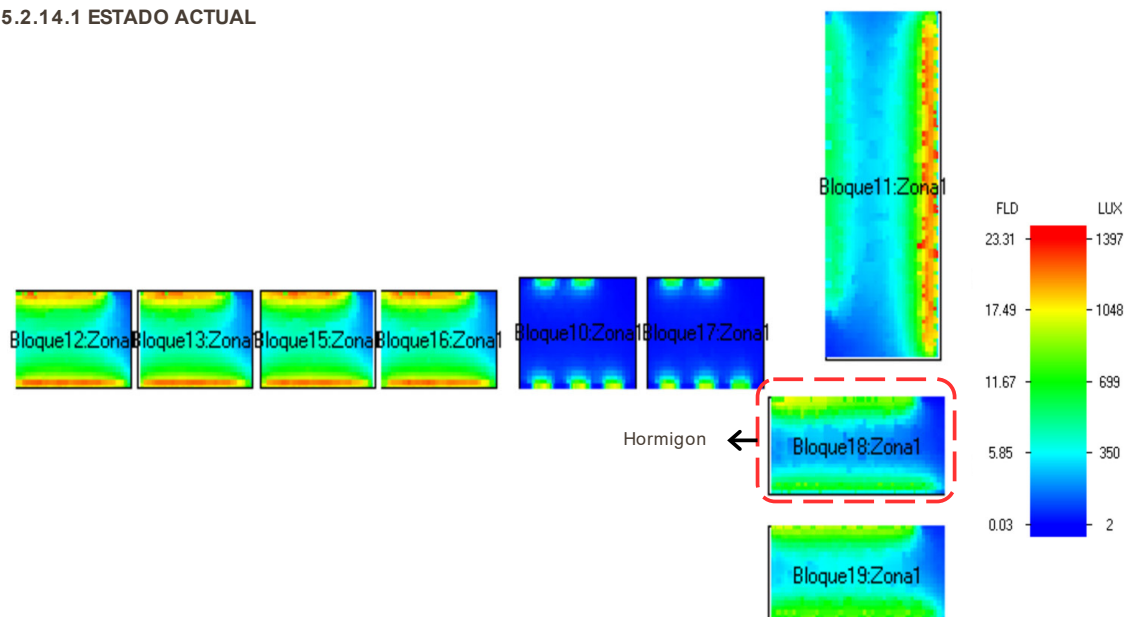 5.2.14.1 ESTADO ACTUAL
Bloque11:Zona1
FLD LUX
23.31 1397
17.49 1048
11.67 699
5.85 350
0.03 2
Bloque12:Zona
Bloque13:Zona
Bloque15:Zona
Bloque16:Zona1
Bloque10:Zona1
Bloque17:Zona1
Hormigon
Bloque18:Zona1
Bloque19:Zona1